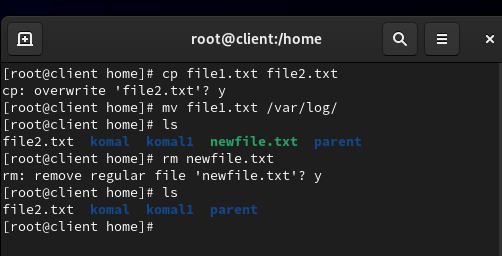 root@client:/home
[root@client home]# cp file1.txt file2.txt
cp: overwrite 'file2.txt'? y
[root@client home]# mv file1.txt /var/log/
[root@client home]# ls
file2.txt komal komal1 newfile.txt parent
[root@client home]# rm newfile.txt
rm: remove regular file 'newfile.txt'? y
[root@client home]# ls
file2.txt komal komal1 parent
[root@client home]#